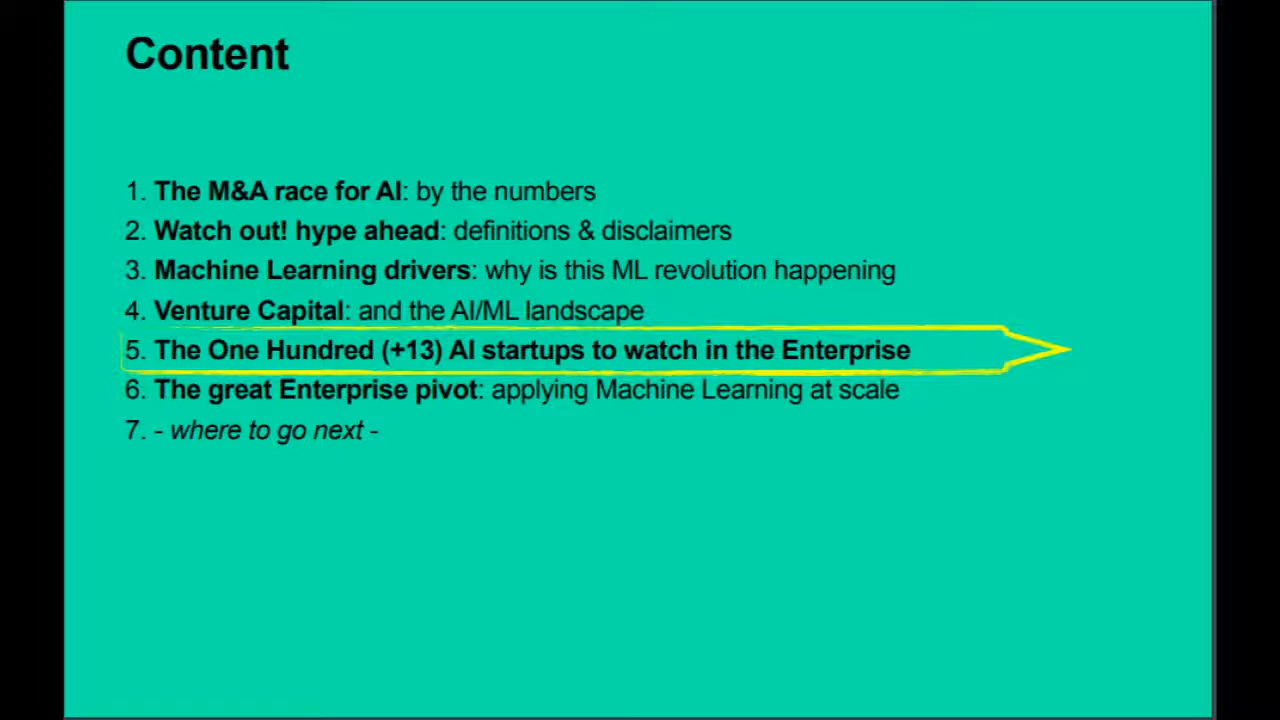 Content
1. The M&A race for AI: by the numbers
2. Watch out! hype ahead: definitions & disclaimers
3. Machine Learning drivers: why is this ML revolution happening
4. Venture Capital: and the AI/ML landscape
5. The One Hundred (+13) AI startups to watch in the Enterprise
6. The great Enterprise pivot: applying Machine Learning at scale
7. - where to go next -